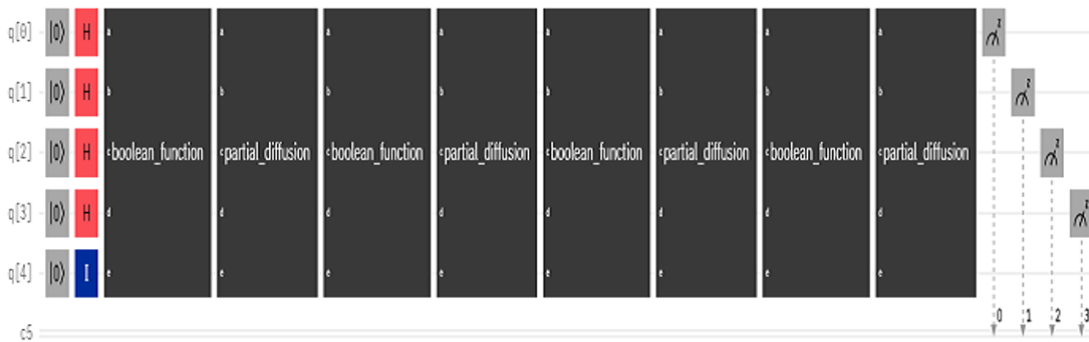 q[0] |0⟩ H a a a a a a a a z
q[1] |0⟩ H b b b b b b b b z
q[2] |0⟩ H c boolean_function c partial_diffusion c boolean_function c partial_diffusion c boolean_function c partial_diffusion c boolean_function c partial_diffusion z
q[3] |0⟩ H d d d d d d d d z
q[4] |0⟩ I e e e e e e e e
0 1 2 3
c5